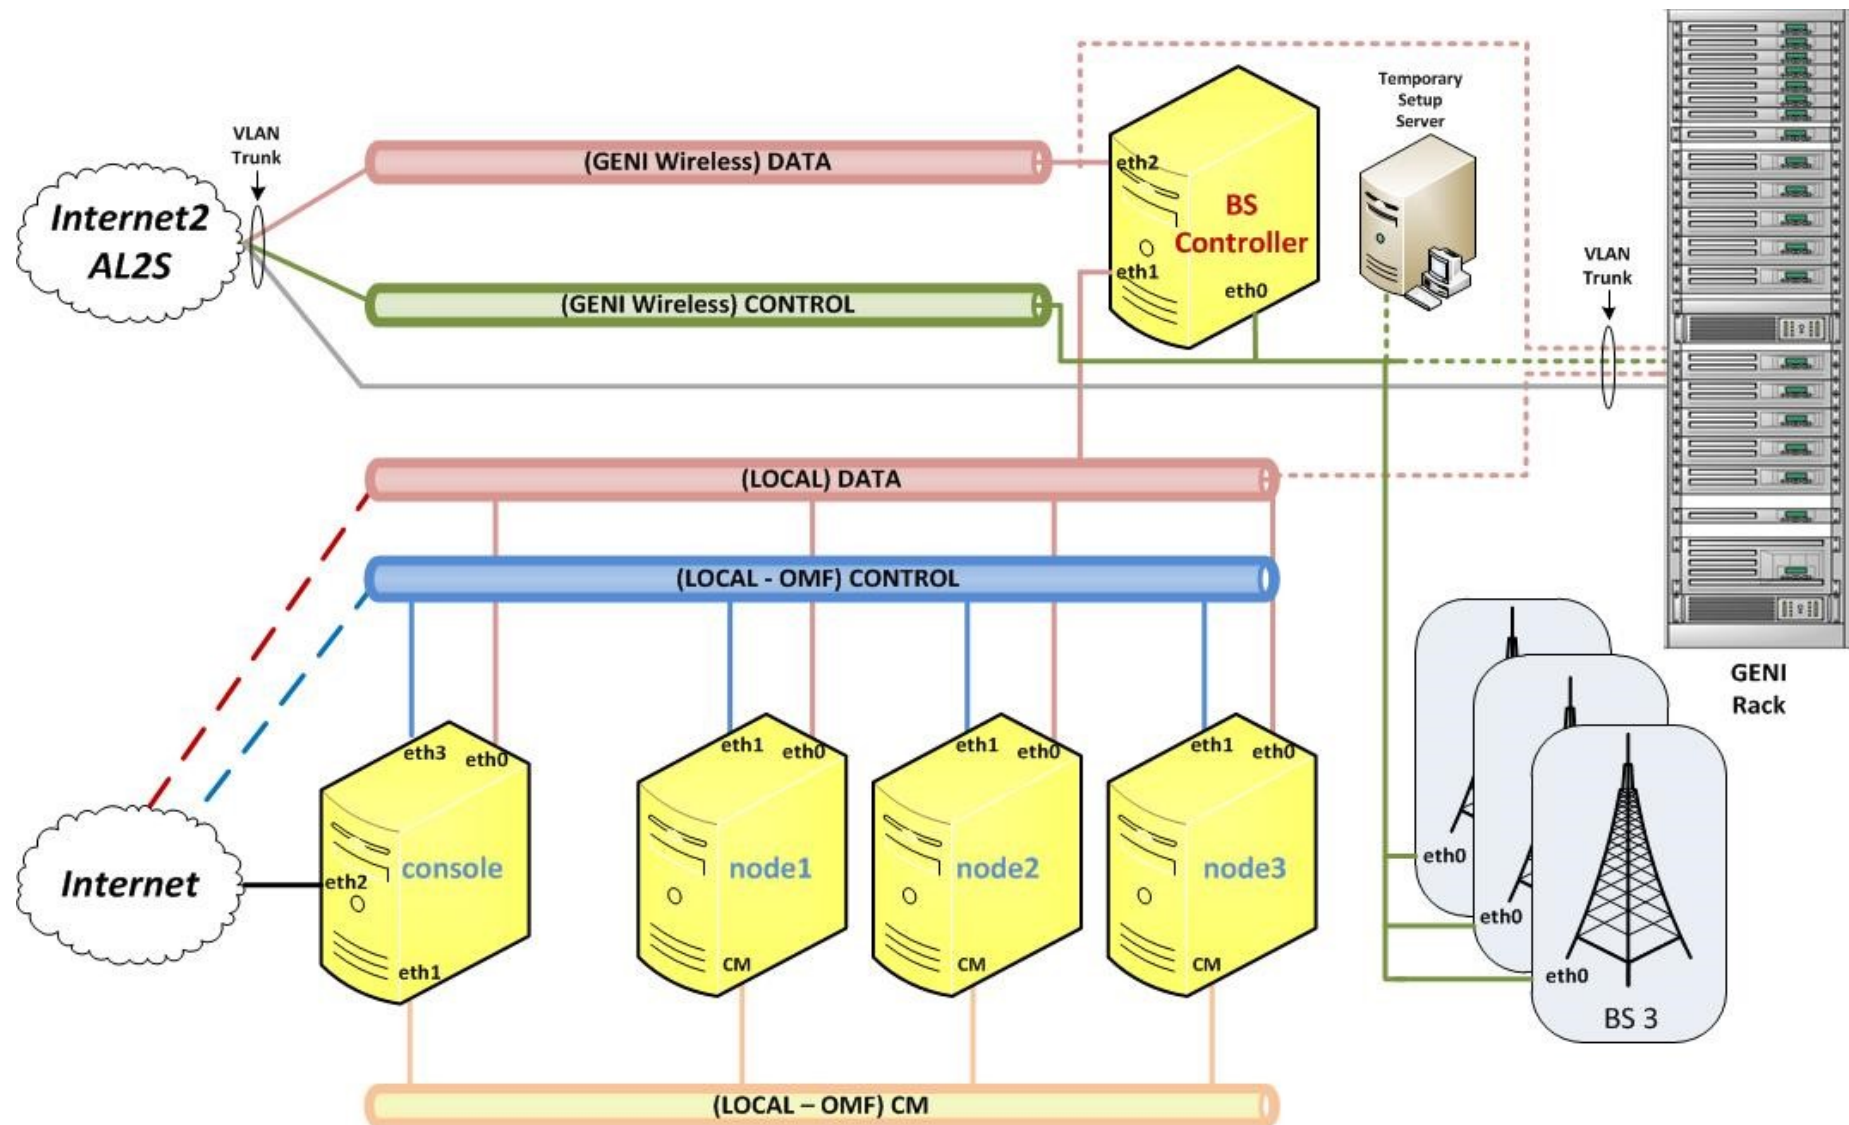 Temporary
Setup
Server
VLAN
Trunk
(GENI Wireless) DATA
eth2
Internet2
AL2S
BS
Controller
eth1
eth0
VLAN
Trunk
(GENI Wireless) CONTROL
(LOCAL) DATA
(LOCAL - OMF) CONTROL
GENI
Rack
eth3
eth0
eth1
eth0
eth1
eth0
eth1
eth0
Internet
eth2
console
node1
node2
node3
eth1
CM
CM
CM
eth0
eth0
eth0
BS 3
(LOCAL – OMF) CM